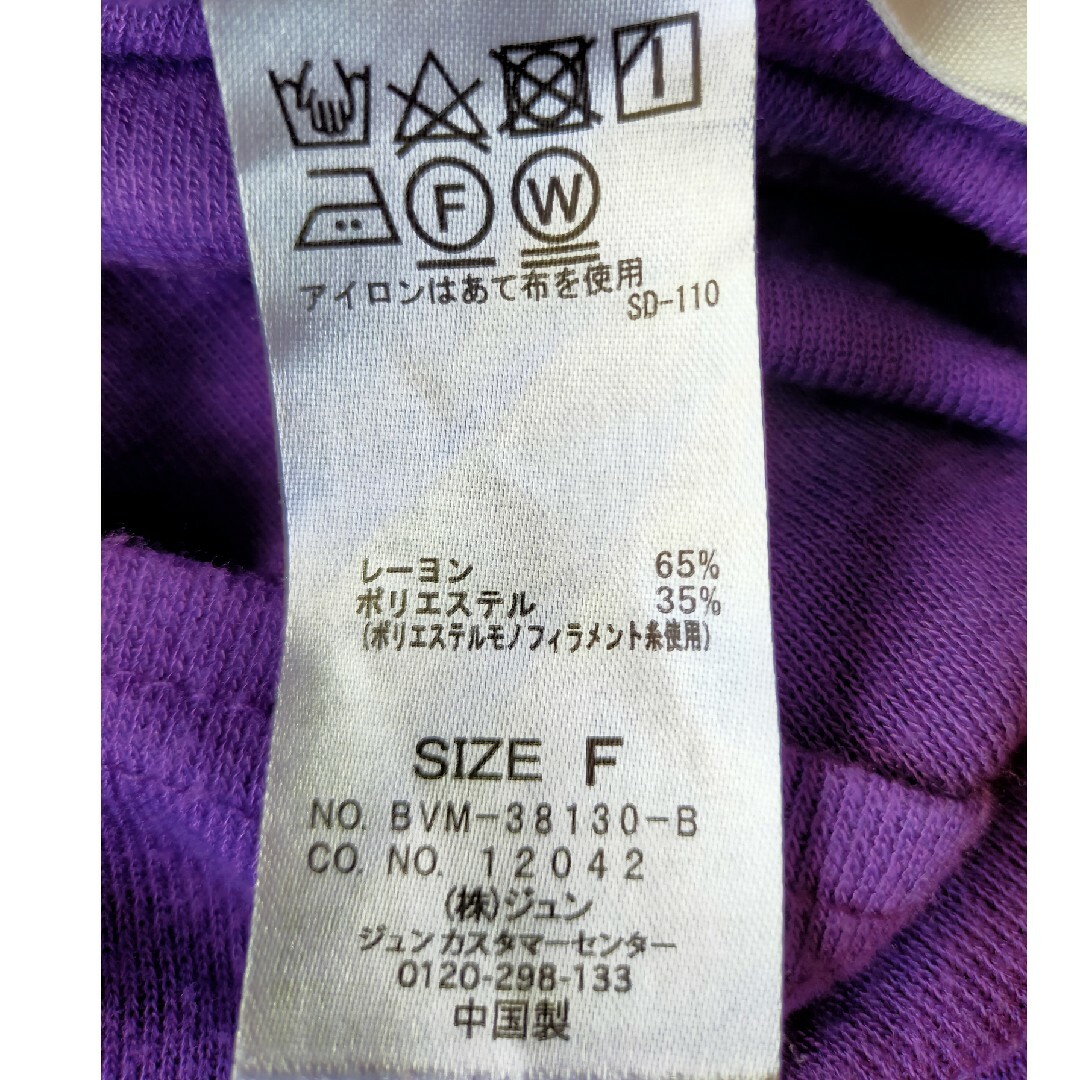 F W
アイロンはあて布を使用
SD-110
レーヨン 65%
ポリエステル 35%
(ポリエステルモノフィラメント糸使用)
SIZE F
NO. BVM-38130-B
CO. NO. 12042
(株)ジュン
ジュンカスタマーセンター
0120-298-133
中国製